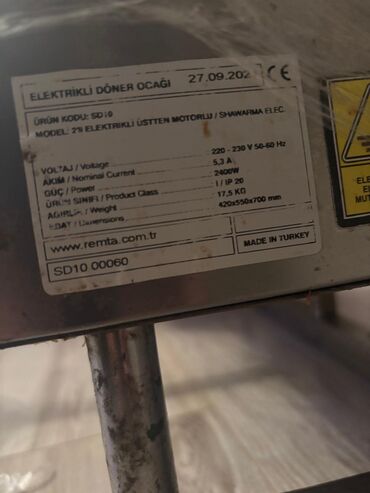 ELEKTRİKLİ DÖNER OCAĞI 27.09.202
ÜRÜN KODU: SD10
MODEL: 2'li ELEKTRİKLİ ÜSTTEN MOTORLU / SHAWARMA ELEC.
VOLTAJ / Voltage 220 - 230 V 50-60 Hz
AKIM / Nominal Current 5,3 A
GÜÇ / Power 2400W
ÜRÜN SINIFI / Product Class I / IP 20
AĞIRLIK / Weight 17,5 KG
EBAT / Dimensions 420x550x700 mm
www.remta.com.tr
MADE IN TURKEY
SD10 00060